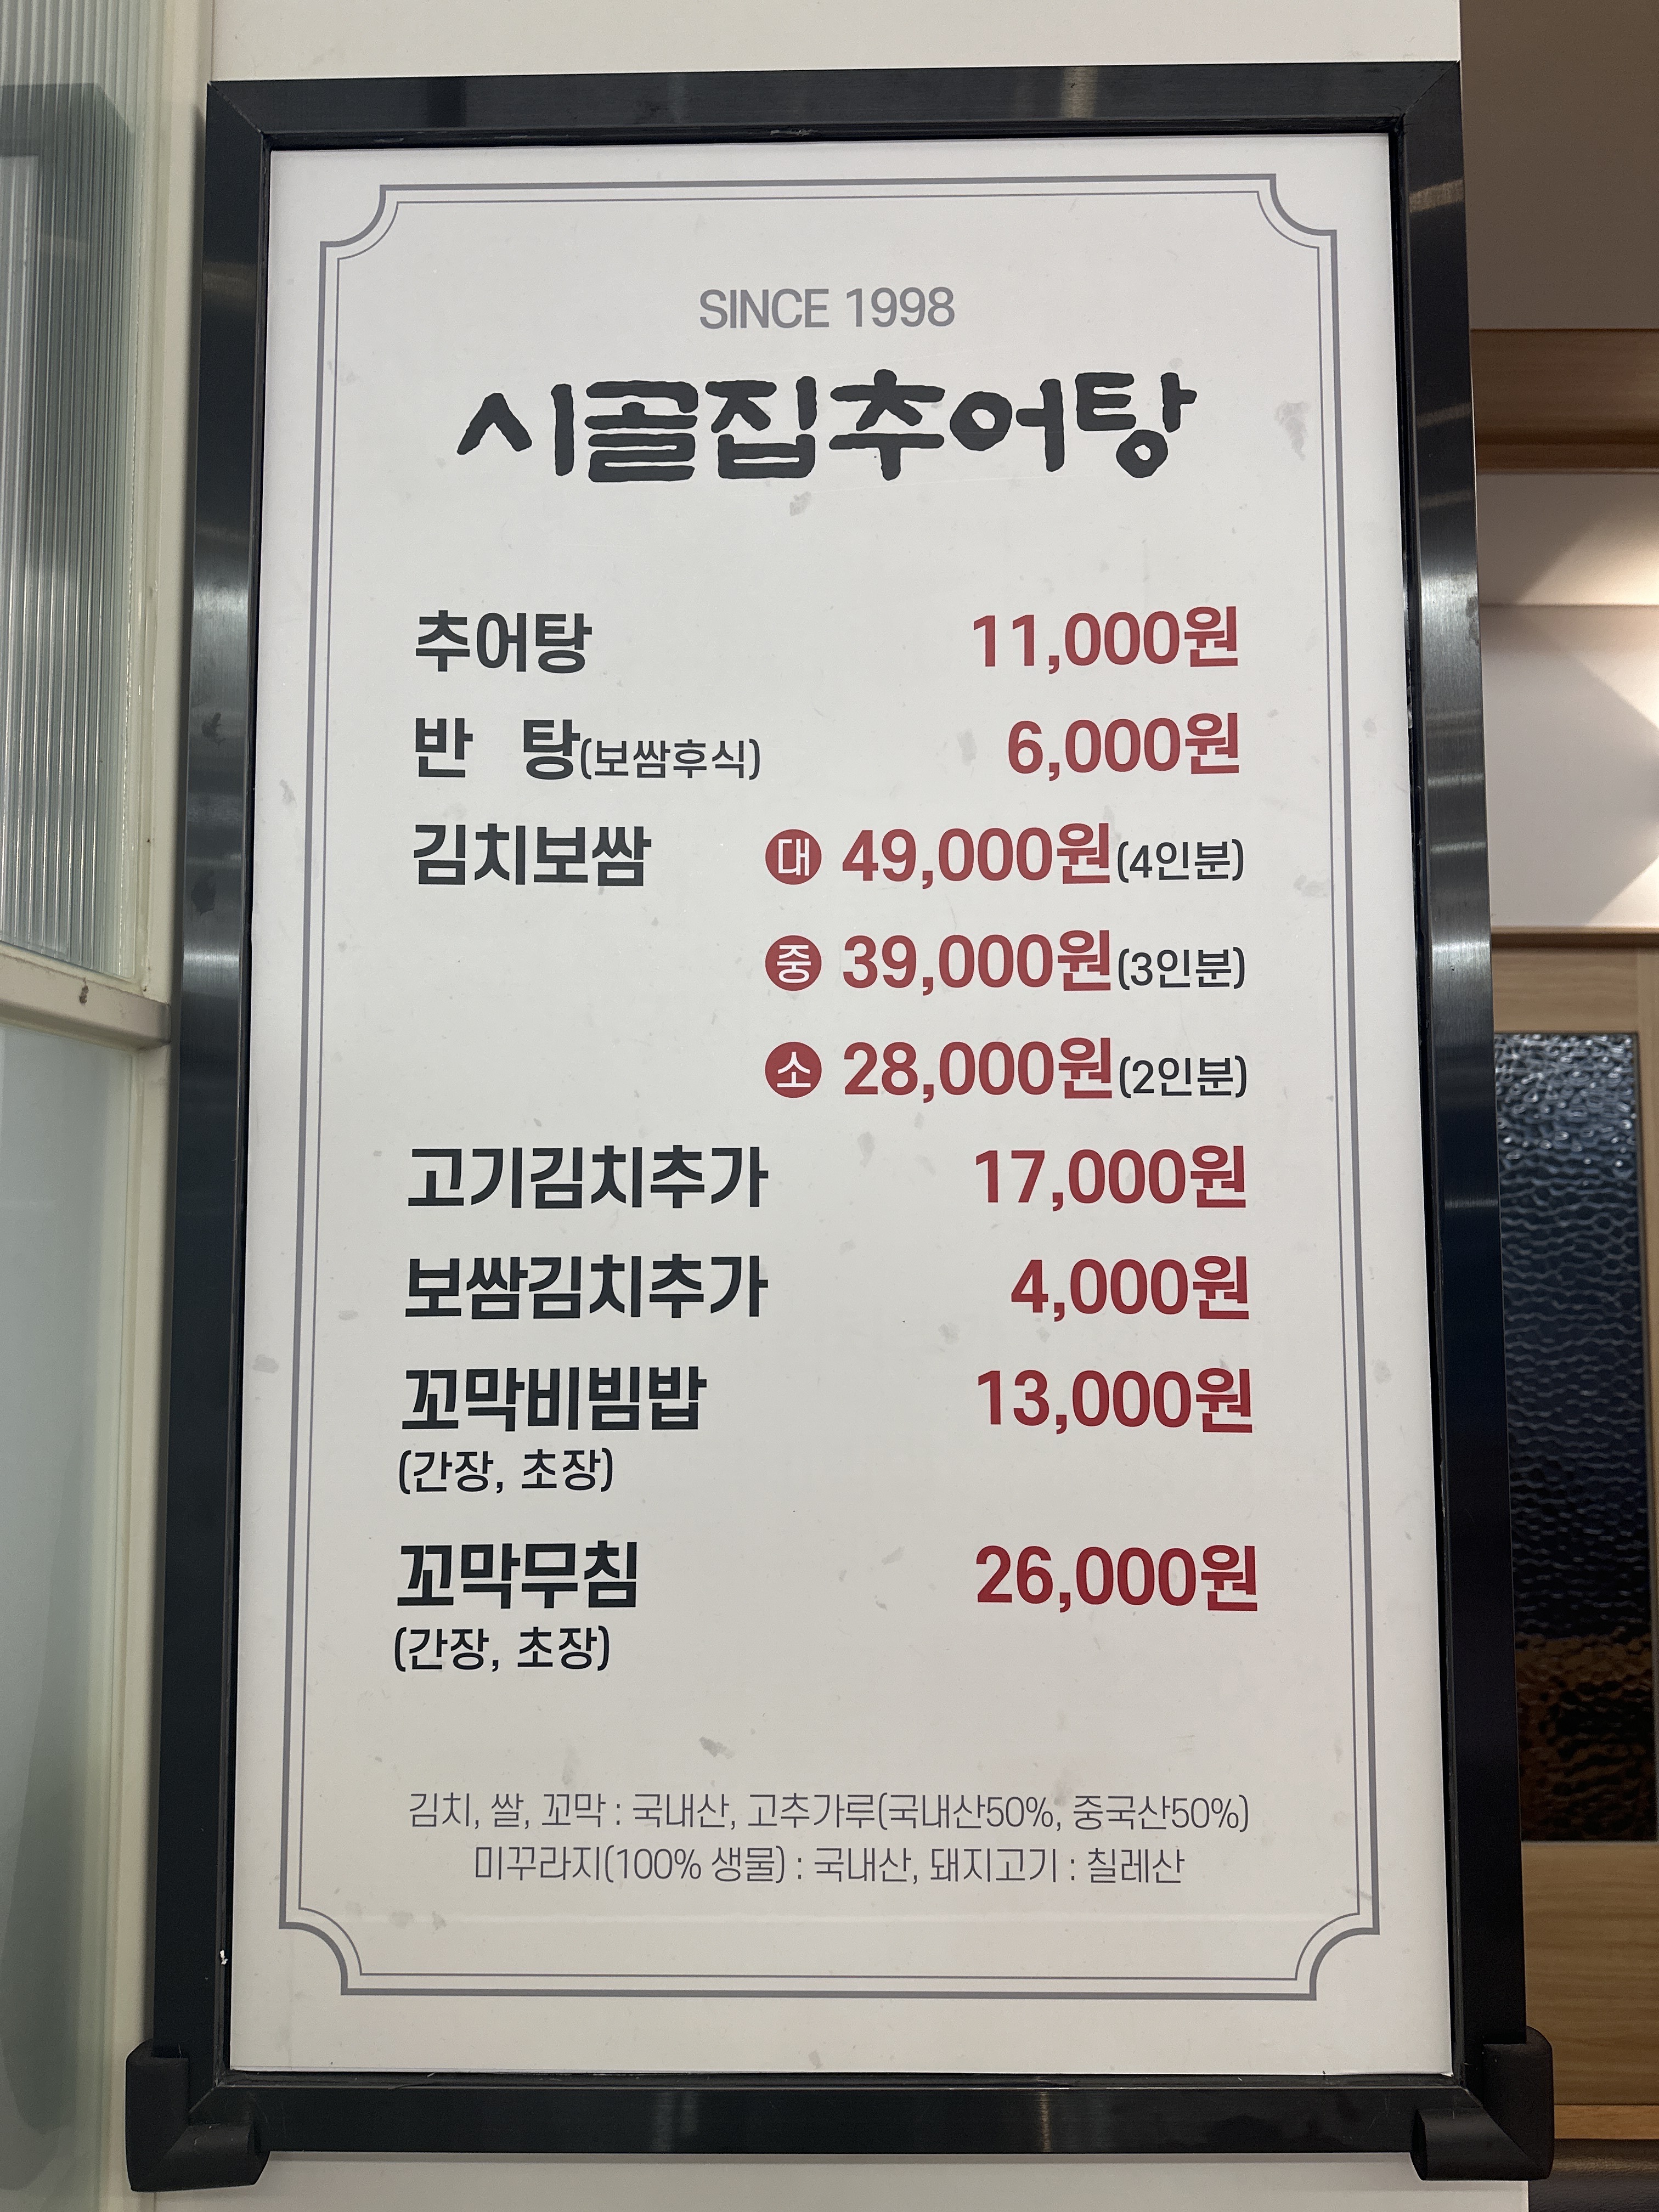 SINCE 1998
시골집추어탕
추어탕 11,000원
반 탕(보쌈후식) 6,000원
김치보쌈 대 49,000원(4인분)
중 39,000원(3인분)
소 28,000원(2인분)
고기김치추가 17,000원
보쌈김치추가 4,000원
꼬막비빔밥 13,000원
(간장, 초장)
꼬막무침 26,000원
(간장, 초장)
김치, 쌀, 꼬막 : 국내산, 고추가루(국내산50%, 중국산50%)
미꾸라지(100% 생물) : 국내산, 돼지고기 : 칠레산